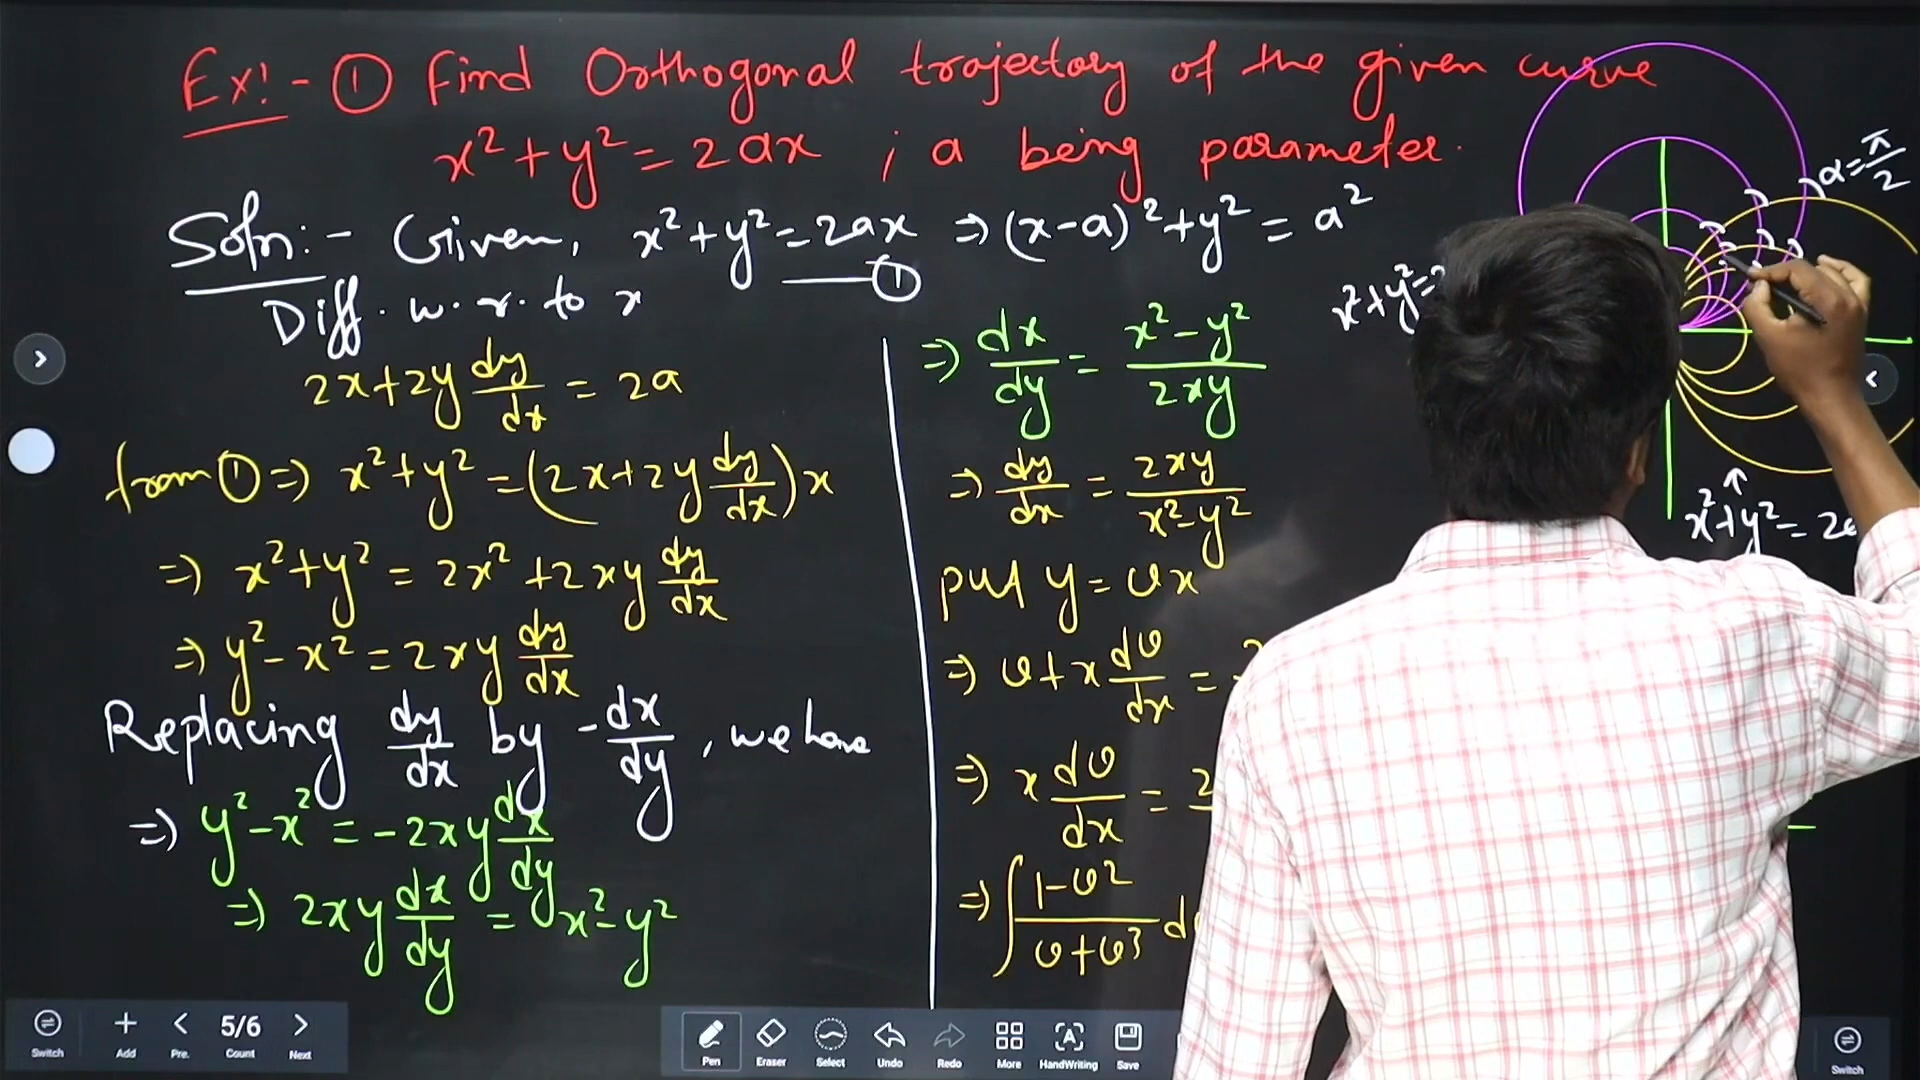 Ex:- ① Find Orthogonal trajectory of the given curve
x²+y²=2ax ; a being parameter.
Soln:- Given, x²+y²=2ax ⇒(x-a)²+y²=a²
——①
Diff. w.r. to x
2x+2y dy/dx = 2a
from ① ⇒ x²+y² = (2x+2y dy/dx)x
⇒ x²+y² = 2x²+2xy dy/dx
⇒ y²-x² = 2xy dy/dx
Replacing dy/dx by -dx/dy, we have
⇒ y²-x² = -2xy dx/dy
⇒ 2xy dx/dy = x²-y²
⇒ dx/dy = x²-y²/2xy
⇒ dy/dx = 2xy/x²-y²
put y = vx
⇒ v+x dv/dx =
⇒ x dv/dx = 2
⇒ ∫ 1-v²/v+v³ d
α=π/2
x²+y²=2
↑
x²+y²=2
5/6
Switch Add Pre. Count Next
Pen Eraser Select Undo Redo More HandWriting Save
Switch